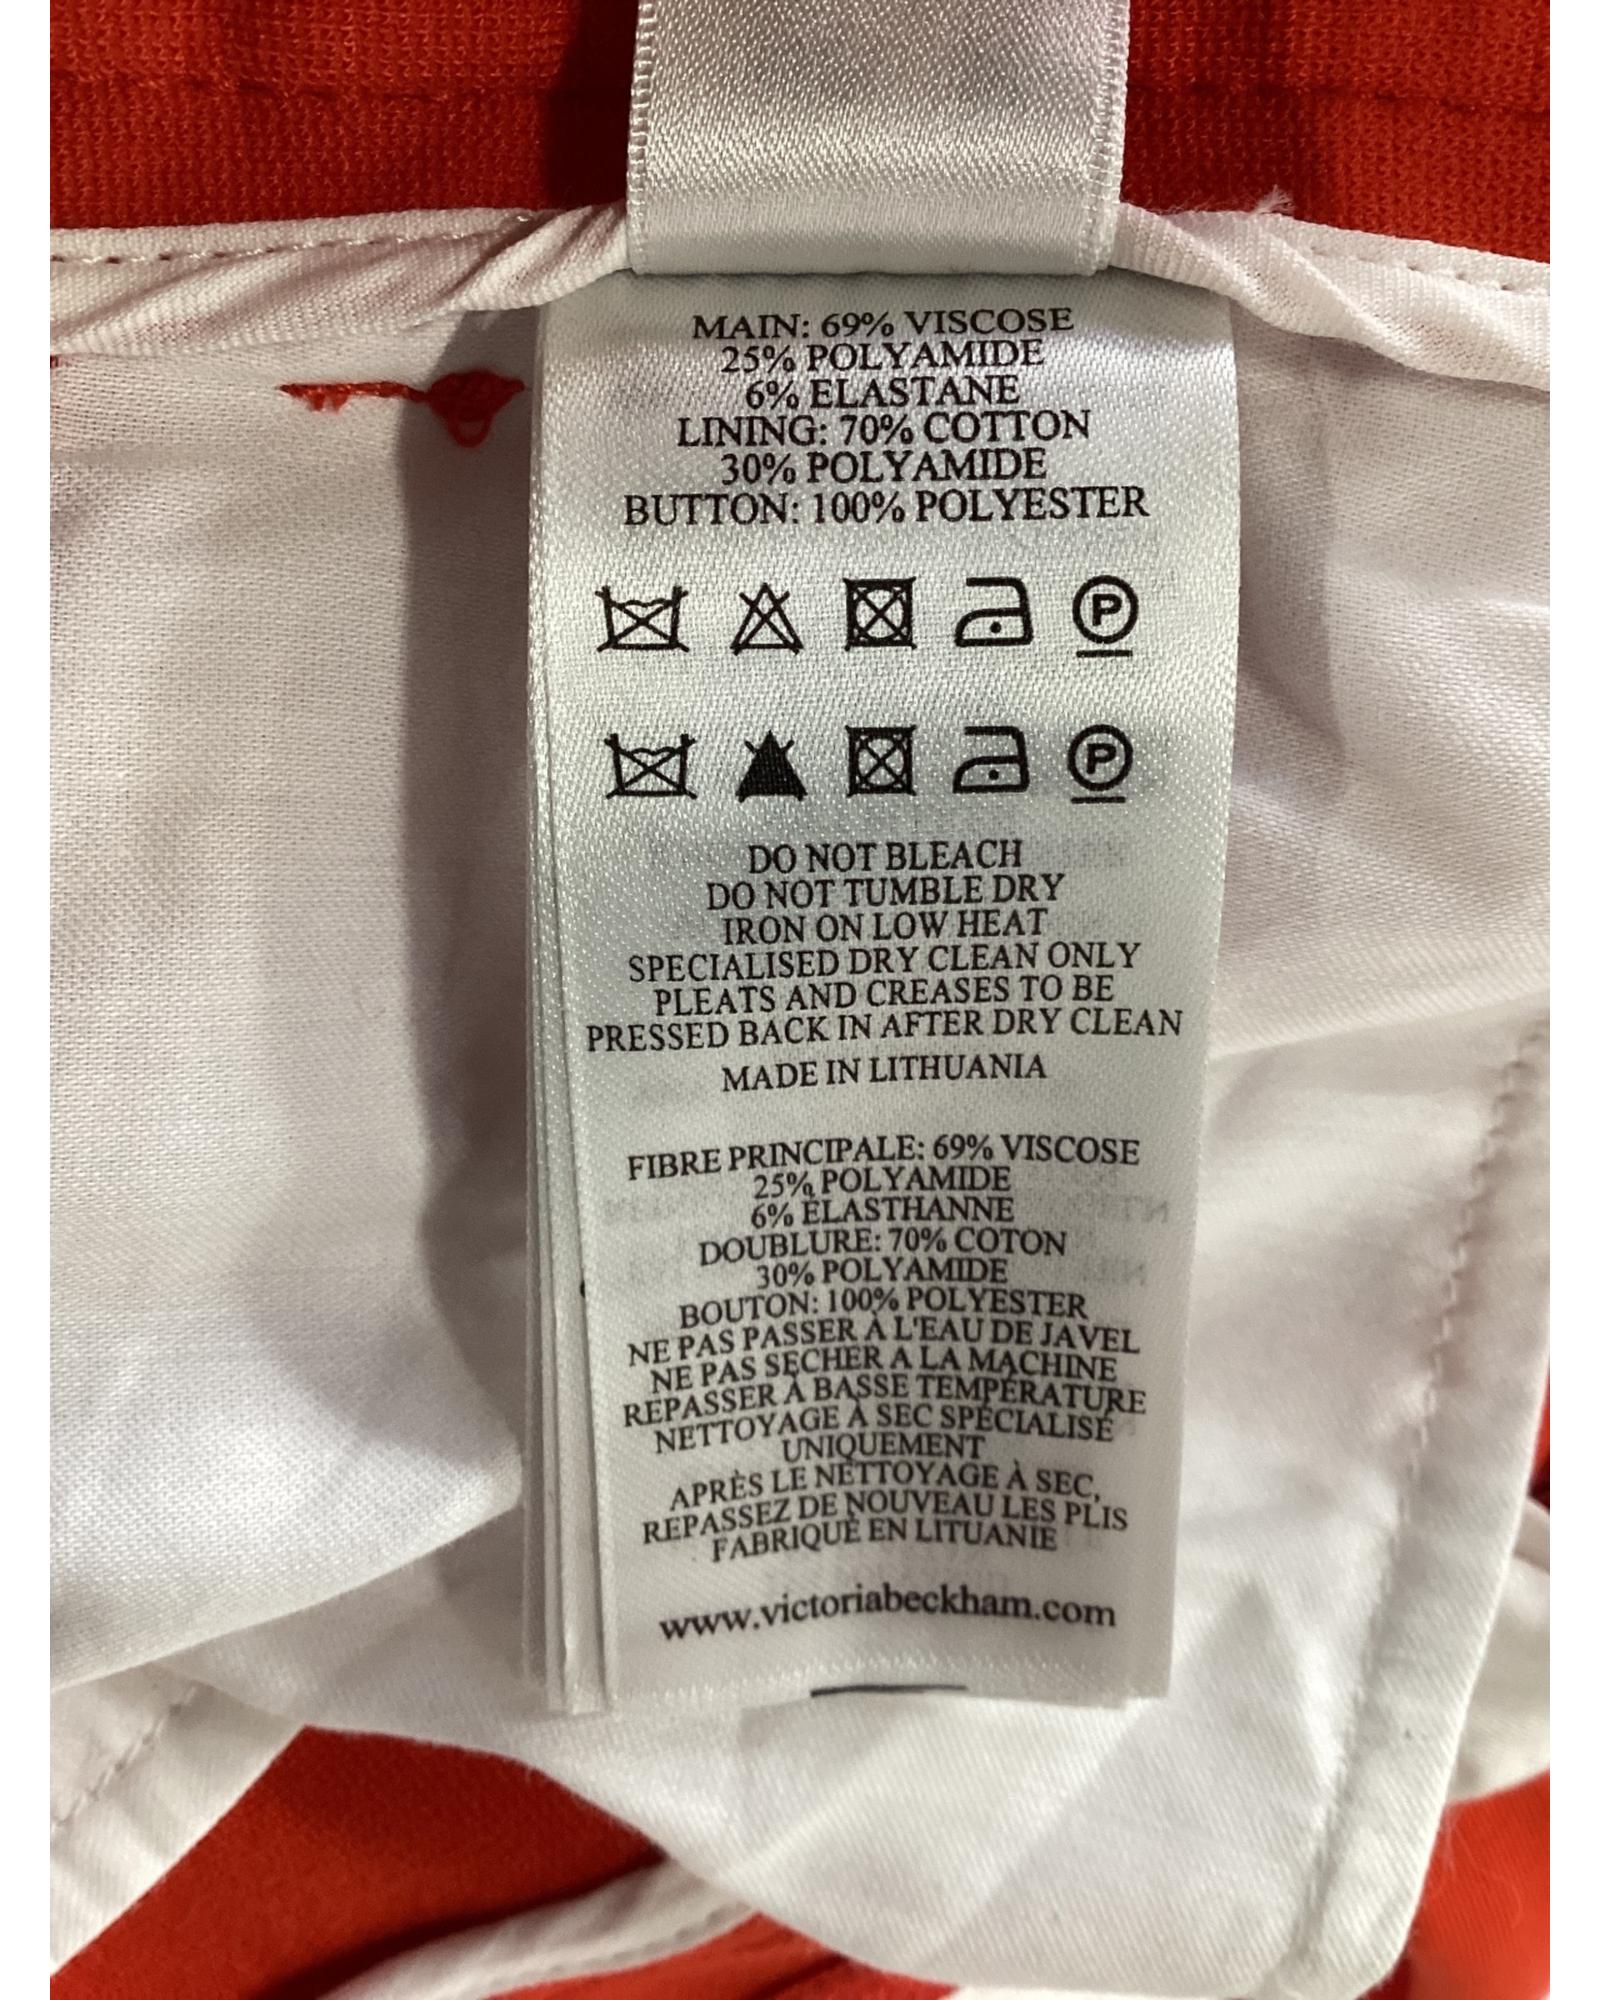 MAIN: 69% VISCOSE
25% POLYAMIDE
6% ELASTANE
LINING: 70% COTTON
30% POLYAMIDE
BUTTON: 100% POLYESTER
P
P
DO NOT BLEACH
DO NOT TUMBLE DRY
IRON ON LOW HEAT
SPECIALISED DRY CLEAN ONLY
PLEATS AND CREASES TO BE
PRESSED BACK IN AFTER DRY CLEAN
MADE IN LITHUANIA
FIBRE PRINCIPALE: 69% VISCOSE
25% POLYAMIDE
6% ÉLASTHANNE
DOUBLURE: 70% COTON
30% POLYAMIDE
BOUTON: 100% POLYESTER
NE PAS PASSER À L'EAU DE JAVEL
NE PAS SÉCHER A LA MACHINE
REPASSER À BASSE TEMPÉRATURE
NETTOYAGE À SEC SPÉCIALISÉ
UNIQUEMENT
APRÈS LE NETTOYAGE À SEC,
REPASSEZ DE NOUVEAU LES PLIS
FABRIQUÉ EN LITUANIE
www.victoriabeckham.com